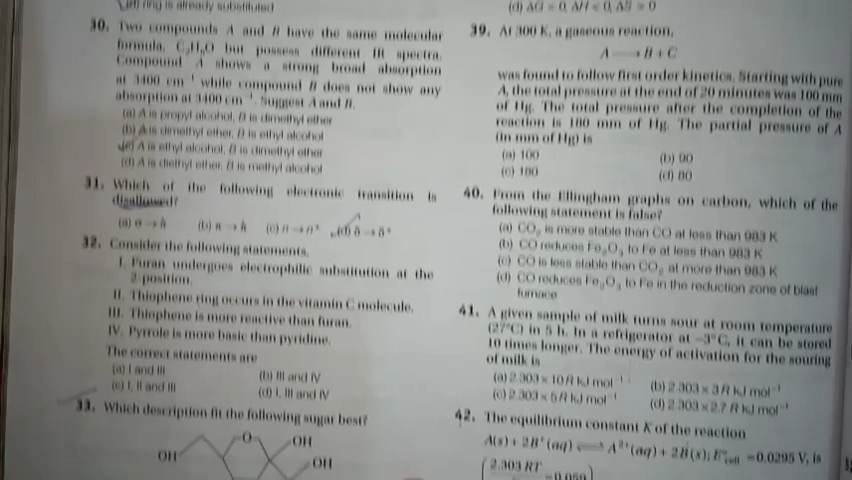 (d) ring is already substituted
30. Two compounds A and B have the same molecular
formula, C₂H₆O but possess different IR spectra.
Compound A shows a strong broad absorption
at 3400 cm⁻¹ while compound B does not show any
absorption at 3400 cm⁻¹. Suggest A and B.
(a) A is propyl alcohol, B is dimethyl ether
(b) A is dimethyl ether, B is ethyl alcohol
(c) A is ethyl alcohol, B is dimethyl ether
(d) A is diethyl ether, B is methyl alcohol
31. Which of the following electronic transition is
disallowed?
(c) n → π*
32. Consider the following statements.
I. Furan undergoes electrophilic substitution at the
2-position.
II. Thiophene ring occurs in the vitamin C molecule.
III. Thiophene is more reactive than furan.
IV. Pyrrole is more basic than pyridine.
The correct statements are
(a) I and III (b) III and IV
(c) I, II and III (d) I, III and IV
33. Which description fit the following sugar best?
O OH
OH OH
(d) ΔG = 0, ΔH < 0, ΔS > 0
39. At 300 K, a gaseous reaction,
A → B + C
was found to follow first order kinetics. Starting with pure
A, the total pressure at the end of 20 minutes was 100 mm
of Hg. The total pressure after the completion of the
reaction is 180 mm of Hg. The partial pressure of A
(in mm of Hg) is
(a) 100 (b) 90
(c) 180 (d) 80
40. From the Ellingham graphs on carbon, which of the
following statement is false?
(a) CO₂ is more stable than CO at less than 983 K
(b) CO reduces Fe₂O₃ to Fe at less than 983 K
(c) CO is less stable than CO₂ at more than 983 K
(d) CO reduces Fe₂O₃ to Fe in the reduction zone of blast
furnace
41. A given sample of milk turns sour at room temperature
(27°C) in 5 h. In a refrigerator at −3°C, it can be stored
10 times longer. The energy of activation for the souring
of milk is
(a) 2.303 × 10 R kJ mol⁻¹ (b) 2.303 × 3 R kJ mol⁻¹
(c) 2.303 × 5 R kJ mol⁻¹ (d) 2.303 × 2.7 R kJ mol⁻¹
42. The equilibrium constant K of the reaction
A(s) + 2B⁺(aq) ⇌ A²⁺(aq) + 2B(s); E°cell = 0.0295 V, is
(2.303 RT = 0.059)